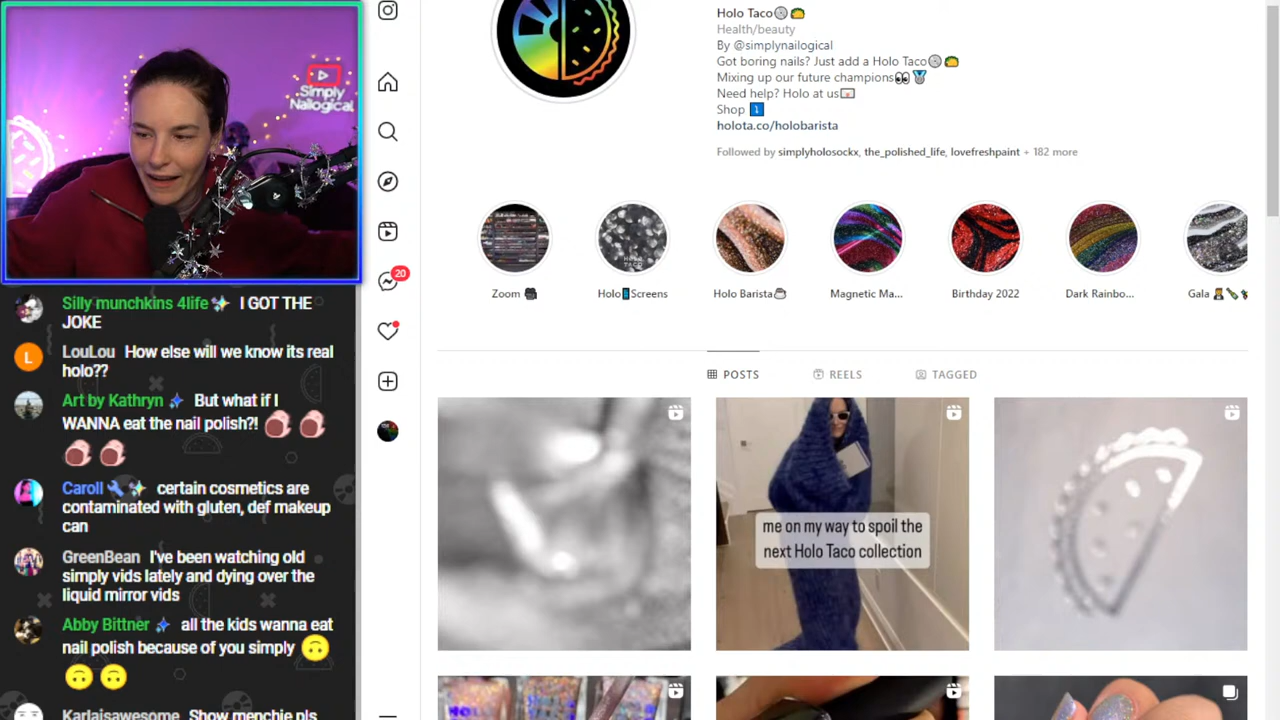 Simply
Nailogical
Silly munchkins 4life✨ I GOT THE
JOKE
LouLou How else will we know its real
holo??
Art by Kathryn ✨ But what if I
WANNA eat the nail polish?!
Caroll 🔧✨ certain cosmetics are
contaminated with gluten, def makeup
can
GreenBean I've been watching old
simply vids lately and dying over the
liquid mirror vids
Abby Bittner ✨ all the kids wanna eat
nail polish because of you simply 🙃
🙃 🙃
Karlaisawesome Show menchie pls
20
Holo Taco💿🌮
Health/beauty
By @simplynailogical
Got boring nails? Just add a Holo Taco💿🌮
Mixing up our future champions👀🏅
Need help? Holo at us💌
Shop ⤵️
holota.co/holobarista
Followed by simplyholosockx, the_polished_life, lovefreshpaint + 182 more
HOLO
TACO
Zoom
Holo📱Screens
Holo Barista☕
Magnetic Ma...
Birthday 2022
Dark Rainbo...
Gala
POSTS
REELS
TAGGED
me on my way to spoil the
next Holo Taco collection